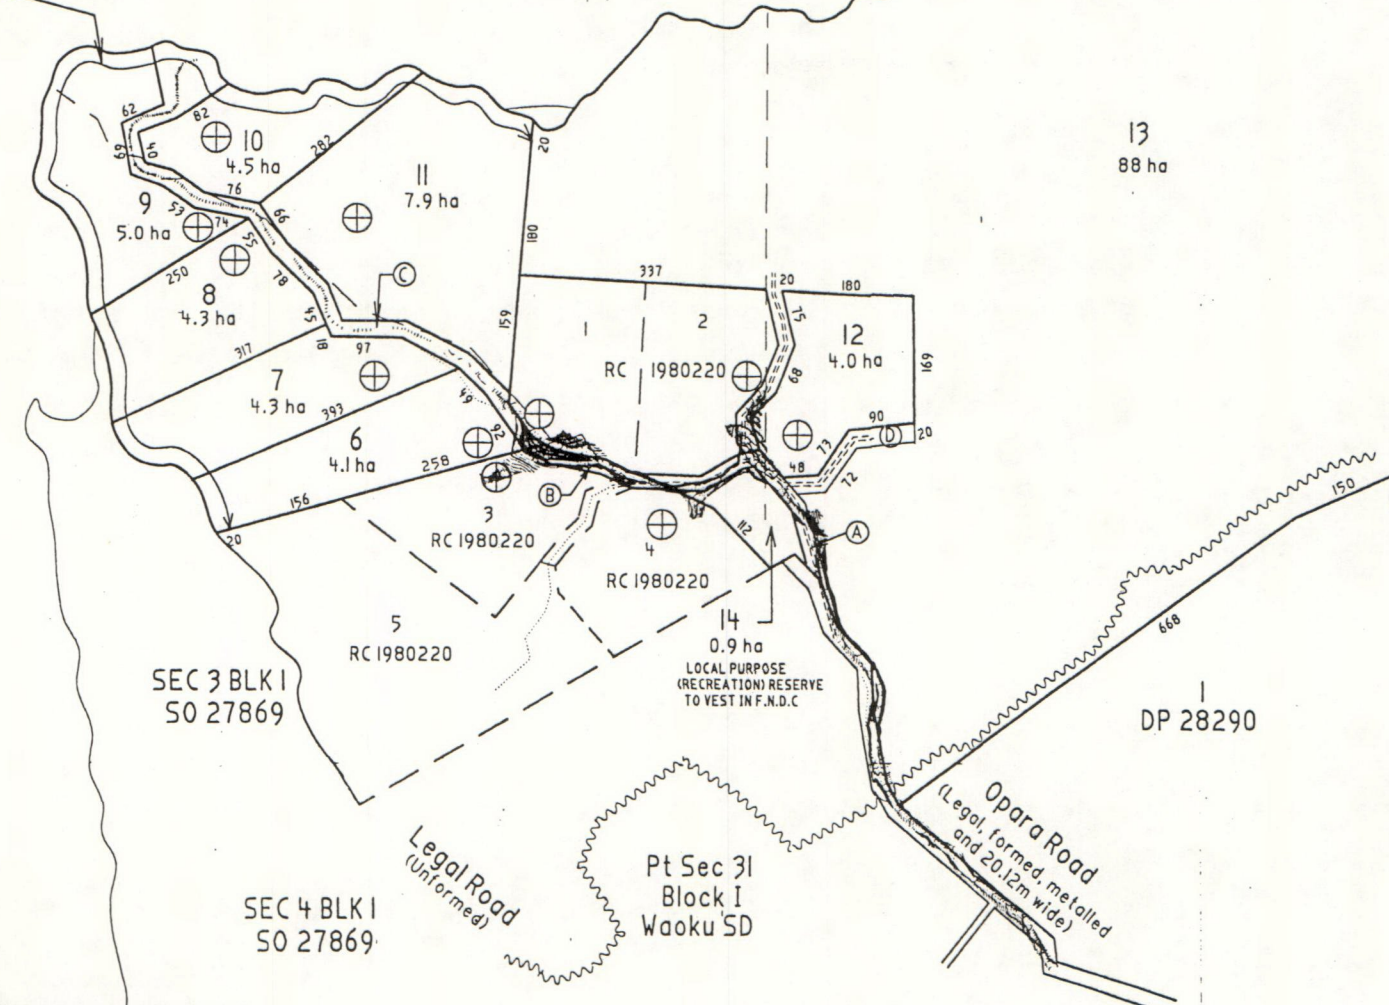 62
82
10
4.5 ha
282
20
13
88 ha
69
40
76
11
7.9 ha
9
5.0 ha
53
74
66
180
55
250
78
C
337
20
180
8
4.3 ha
45
18
97
159
1
2
75
12
4.0 ha
169
317
7
4.3 ha
RC 1980220
68
393
49
90
D
20
6
4.1 ha
92
258
73
48
72
156
B
3
RC 1980220
4
RC 1980220
112
A
150
20
14
0.9 ha
LOCAL PURPOSE
(RECREATION) RESERVE
TO VEST IN F.N.D.C
668
5
RC 1980220
SEC 3 BLK I
SO 27869
1
DP 28290
Opara Road
(Legal, formed, metalled
and 20.12m wide)
Legal Road
(Unformed)
Pt Sec 31
Block I
Waoku SD
SEC 4 BLK I
SO 27869